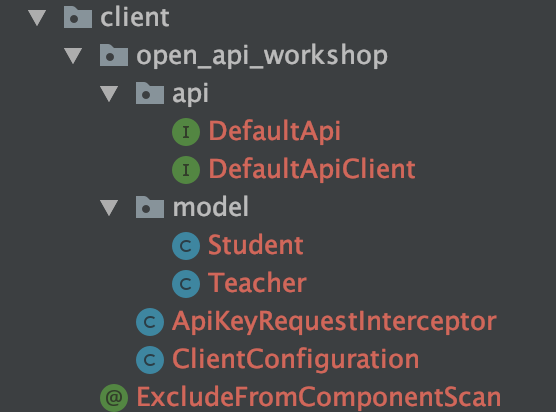 client
open_api_workshop
api
I DefaultApi
I DefaultApiClient
model
C Student
C Teacher
C ApiKeyRequestInterceptor
C ClientConfiguration
@ ExcludeFromComponentScan